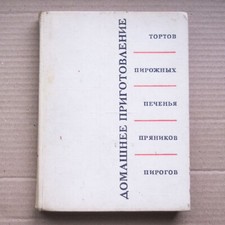 ДОМАШНЕЕ ПРИГОТОВЛЕНИЕ
ТОРТОВ
ПИРОЖНЫХ
ПЕЧЕНЬЯ
ПРЯНИКОВ
ПИРОГОВ